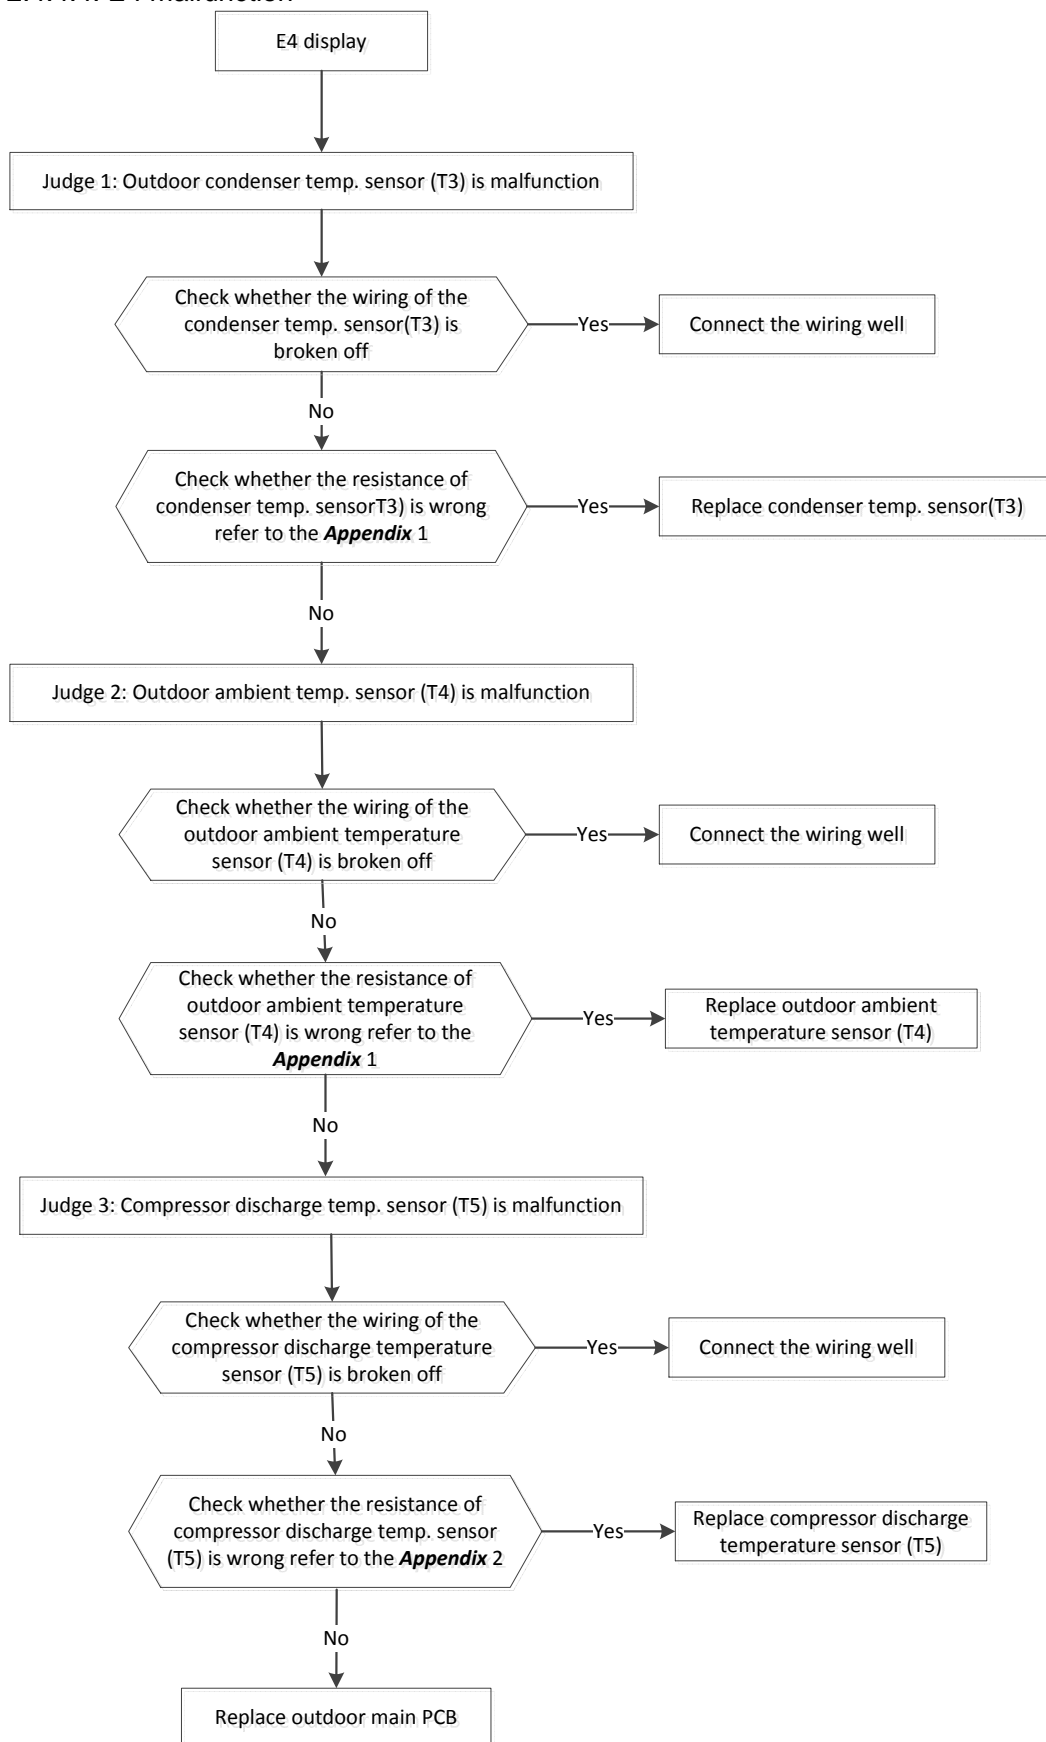 E4 malfunction
E4 display
Judge 1: Outdoor condenser temp. sensor (T3) is malfunction
Check whether the wiring of the
condenser temp. sensor(T3) is
broken off
Yes
Connect the wiring well
No
Check whether the resistance of
condenser temp. sensorT3) is wrong
refer to the Appendix 1
Yes
Replace condenser temp. sensor(T3)
No
Judge 2: Outdoor ambient temp. sensor (T4) is malfunction
Check whether the wiring of the
outdoor ambient temperature
sensor (T4) is broken off
Yes
Connect the wiring well
No
Check whether the resistance of
outdoor ambient temperature
sensor (T4) is wrong refer to the
Appendix 1
Yes
Replace outdoor ambient
temperature sensor (T4)
No
Judge 3: Compressor discharge temp. sensor (T5) is malfunction
Check whether the wiring of the
compressor discharge temperature
sensor (T5) is broken off
Yes
Connect the wiring well
No
Check whether the resistance of
compressor discharge temp. sensor
(T5) is wrong refer to the Appendix 2
Yes
Replace compressor discharge
temperature sensor (T5)
No
Replace outdoor main PCB